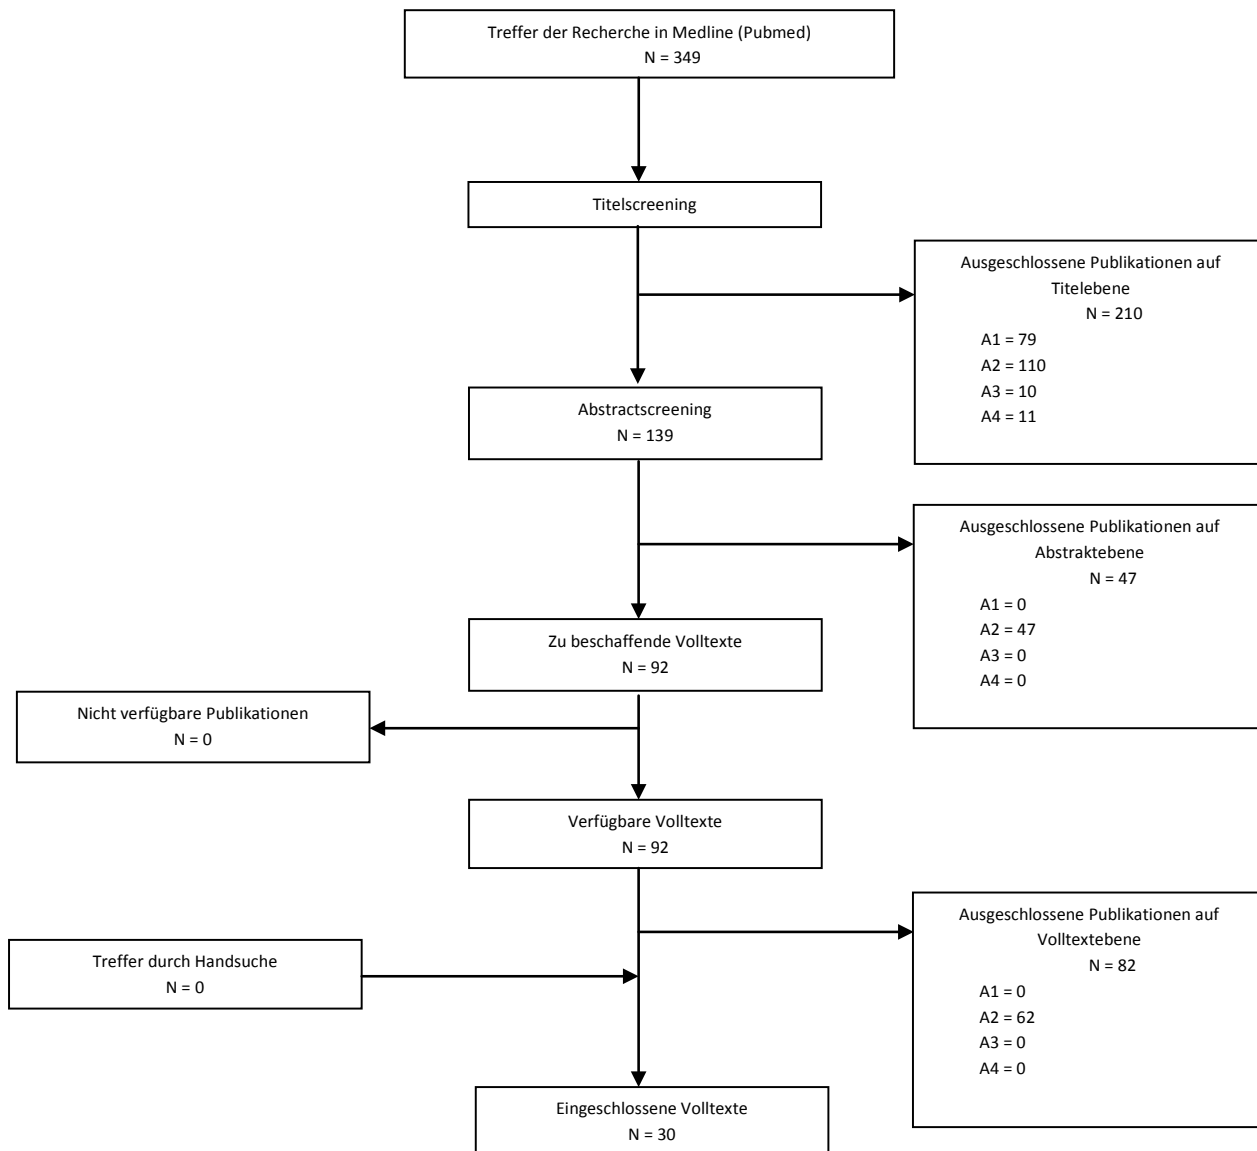 Treffer der Recherche in Medline (Pubmed)
N = 349
Titelscreening
Ausgeschlossene Publikationen auf
Titelebene
N = 210
A1 = 79
A2 = 110
A3 = 10
A4 = 11
Abstractscreening
N = 139
Ausgeschlossene Publikationen auf
Abstraktebene
N = 47
A1 = 0
A2 = 47
A3 = 0
A4 = 0
Zu beschaffende Volltexte
N = 92
Nicht verfügbare Publikationen
N = 0
Verfügbare Volltexte
N = 92
Ausgeschlossene Publikationen auf
Volltextebene
N = 82
A1 = 0
A2 = 62
A3 = 0
A4 = 0
Treffer durch Handsuche
N = 0
Eingeschlossene Volltexte
N = 30